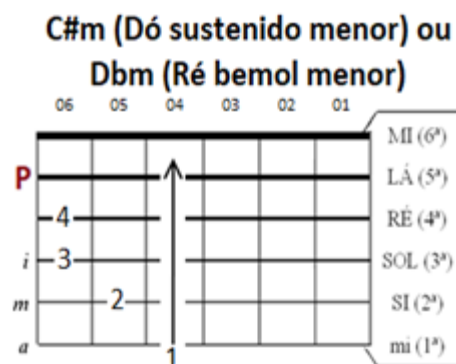 C#m (Dó sustenido menor) ou
Dbm (Ré bemol menor)
06 05 04 03 02 01
MI (6ª)
P LÁ (5ª)
4 RÉ (4ª)
i 3 SOL (3ª)
m 2 SI (2ª)
a 1 mi (1ª)